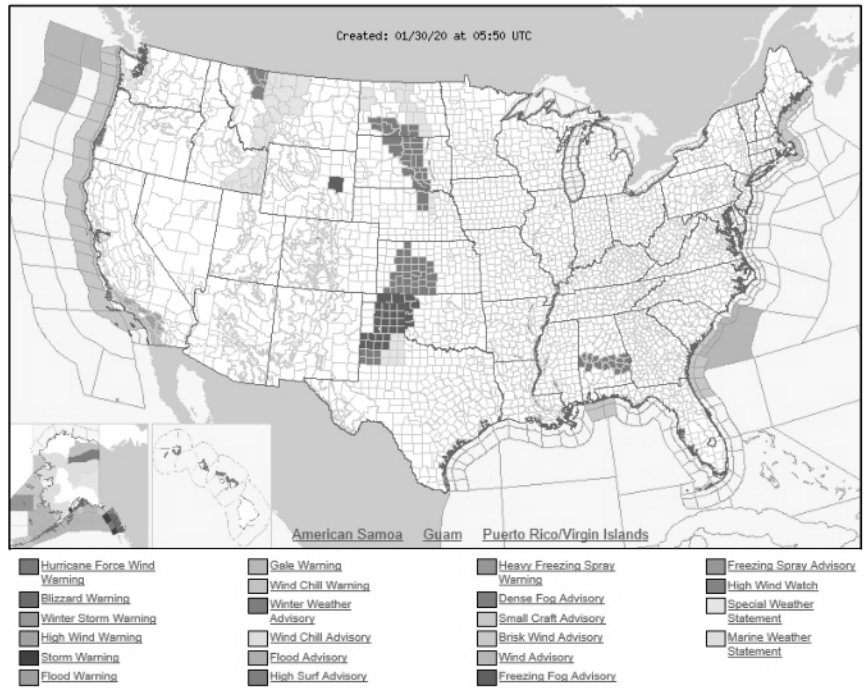 Created: 01/30/20 at 05:50 UTC
American Samoa Guam Puerto Rico/Virgin Islands
Hurricane Force Wind
Warning
Blizzard Warning
Winter Storm Warning
High Wind Warning
Storm Warning
Flood Warning
Gale Warning
Wind Chill Warning
Winter Weather
Advisory
Wind Chill Advisory
Flood Advisory
High Surf Advisory
Heavy Freezing Spray
Warning
Dense Fog Advisory
Small Craft Advisory
Brisk Wind Advisory
Wind Advisory
Freezing Fog Advisory
Freezing Spray Advisory
High Wind Watch
Special Weather
Statement
Marine Weather
Statement